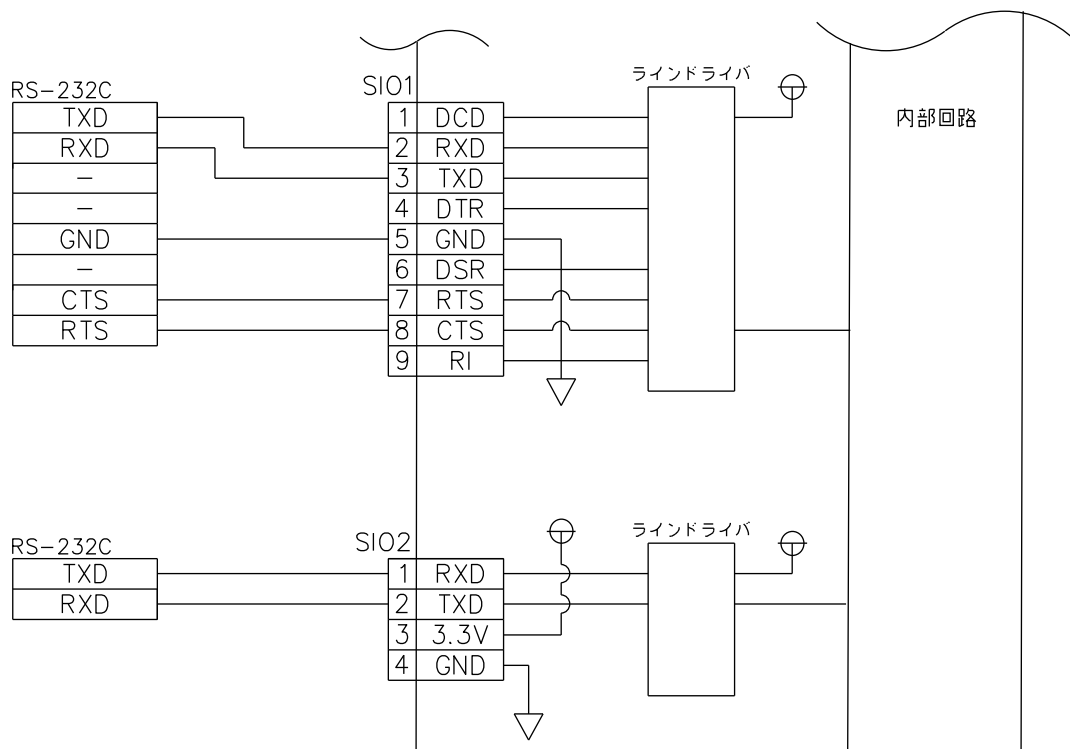 RS-232C
TXD
RXD
-
-
GND
-
CTS
RTS
SIO1
1 DCD
2 RXD
3 TXD
4 DTR
5 GND
6 DSR
7 RTS
8 CTS
9 RI
ラインドライバ
内部回路
RS-232C
TXD
RXD
SIO2
1 RXD
2 TXD
3 3.3V
4 GND
ラインドライバ